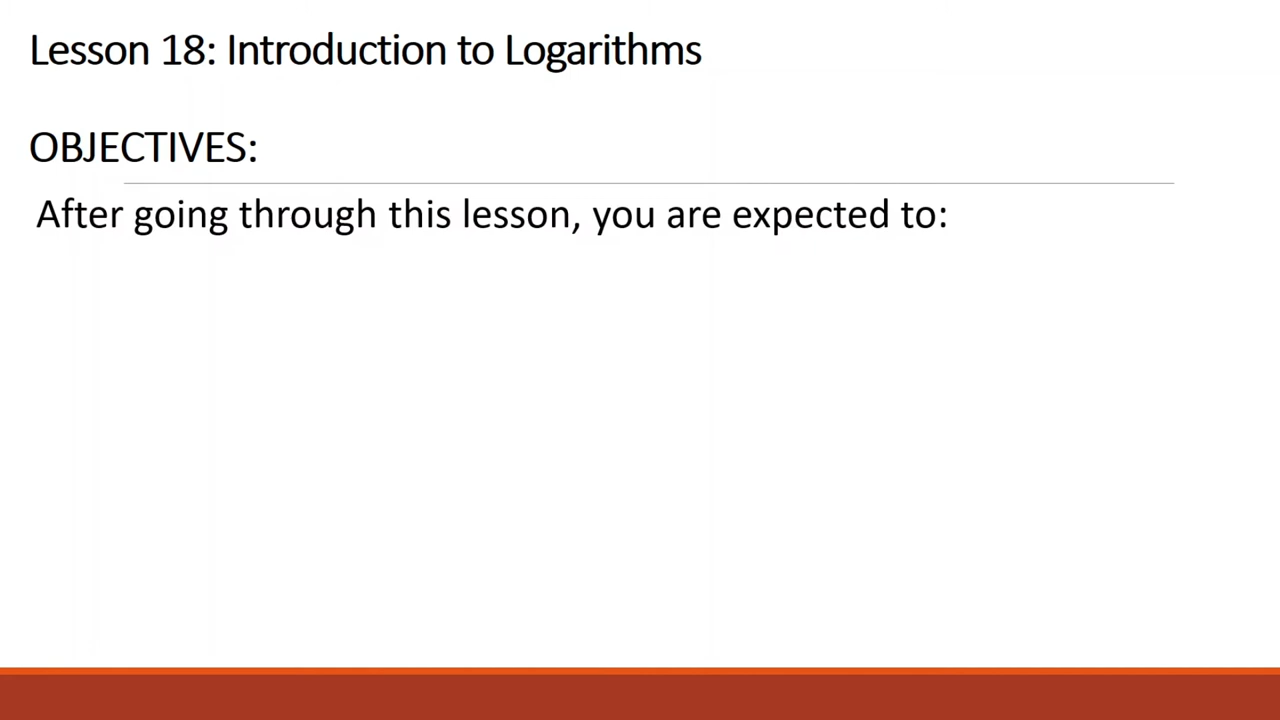 Lesson 18: Introduction to Logarithms
OBJECTIVES:
After going through this lesson, you are expected to: